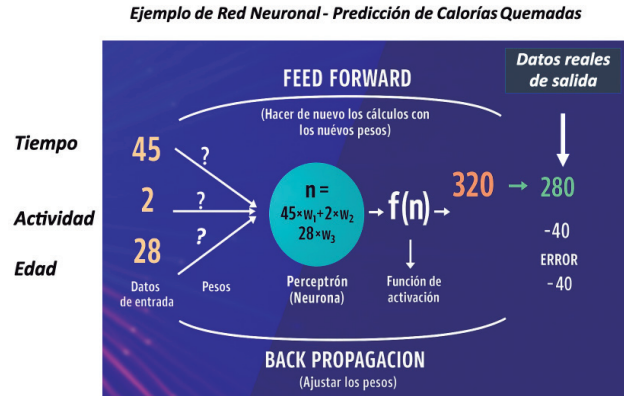 Ejemplo de Red Neuronal - Predicción de Calorías Quemadas
Datos reales
de salida
FEED FORWARD
(Hacer de nuevo los cálculos con
los nuévos pesos)
Tiempo
45
?
Actividad
2
?
Edad
28
?
Datos
de entrada
Pesos
n =
45×w₁+2×w₂
28×w₃
Perceptrón
(Neurona)
f(n)
Función de
activación
320
280
-40
ERROR
-40
BACK PROPAGACION
(Ajustar los pesos)